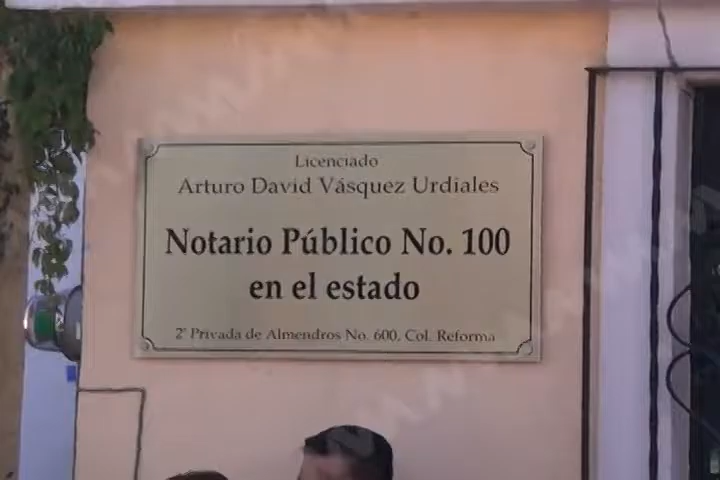 Licenciado
Arturo David Vásquez Urdiales
Notario Público No. 100
en el estado
2ª Privada de Almendros No. 600, Col. Reforma